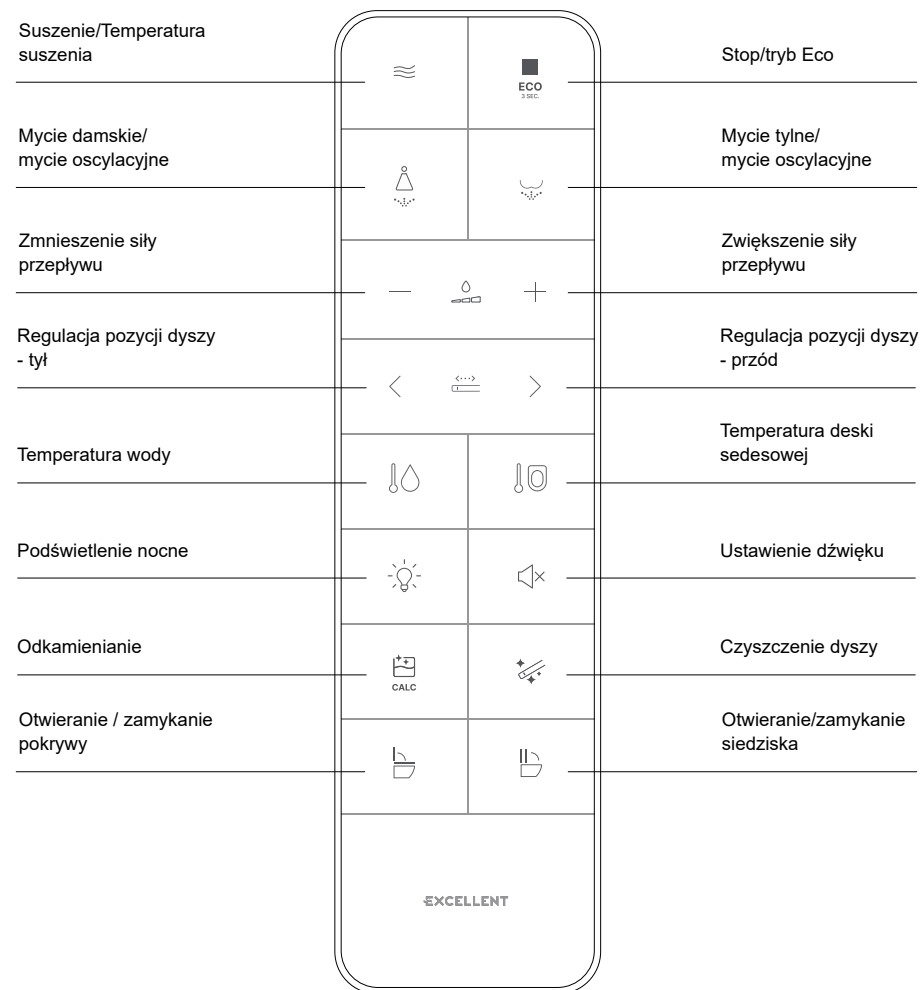 Suszenie/Temperatura
suszenia
Stop/tryb Eco
ECO
3 SEC.
Mycie damskie/
mycie oscylacyjne
Mycie tylne/
mycie oscylacyjne
Zmnieszenie siły
przepływu
Zwiększenie siły
przepływu
Regulacja pozycji dyszy
- tył
Regulacja pozycji dyszy
- przód
Temperatura wody
Temperatura deski
sedesowej
Podświetlenie nocne
Ustawienie dźwięku
Odkamienianie
CALC
Czyszczenie dyszy
Otwieranie / zamykanie
pokrywy
Otwieranie/zamykanie
siedziska
EXCELLENT